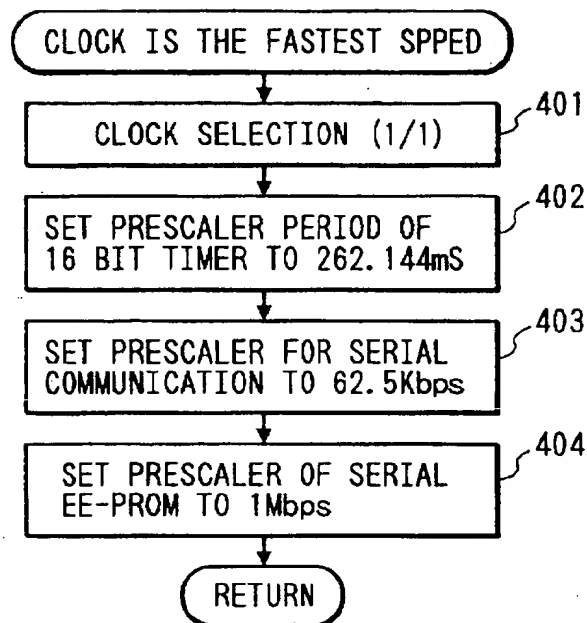 CLOCK IS THE FASTEST SPPED
CLOCK SELECTION (1/1)
401
SET PRESCALER PERIOD OF
16 BIT TIMER TO 262.144mS
402
SET PRESCALER FOR SERIAL
COMMUNICATION TO 62.5Kbps
403
SET PRESCALER OF SERIAL
EE-PROM TO 1Mbps
404
RETURN